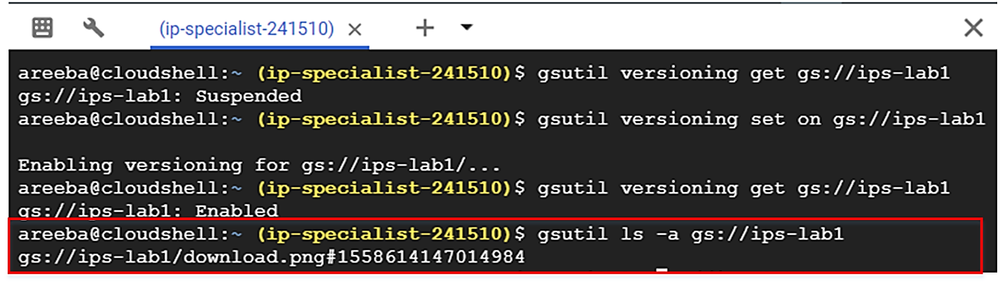 (ip-specialist-241510)
areeba@cloudshell:~ (ip-specialist-241510)$ gsutil versioning get gs://ips-lab1
gs://ips-lab1: Suspended
areeba@cloudshell:~ (ip-specialist-241510)$ gsutil versioning set on gs://ips-lab1
Enabling versioning for gs://ips-lab1/...
areeba@cloudshell:~ (ip-specialist-241510)$ gsutil versioning get gs://ips-lab1
gs://ips-lab1: Enabled
areeba@cloudshell:~ (ip-specialist-241510)$ gsutil ls -a gs://ips-lab1
gs://ips-lab1/download.png#1558614147014984